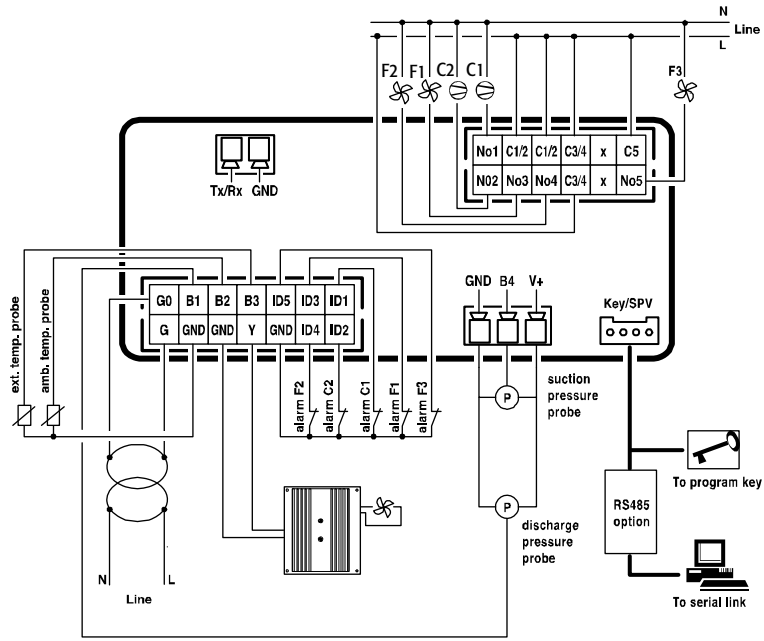 N
Line
L
F2 F1 C2 C1
F3
No1 C1/2 C1/2 C3/4 x C5
N02 No3 No4 C3/4 x No5
Tx/Rx GND
GND B4 V+
Key/SPV
G0 B1 B2 B3 ID5 ID3 ID1
G GND GND Y GND ID4 ID2
ext. temp. probe
amb. temp. probe
alarm F2
alarm C2
alarm C1
alarm F1
alarm F3
P
suction
pressure
probe
P
discharge
pressure
probe
To program key
RS485
option
To serial link
N L
Line